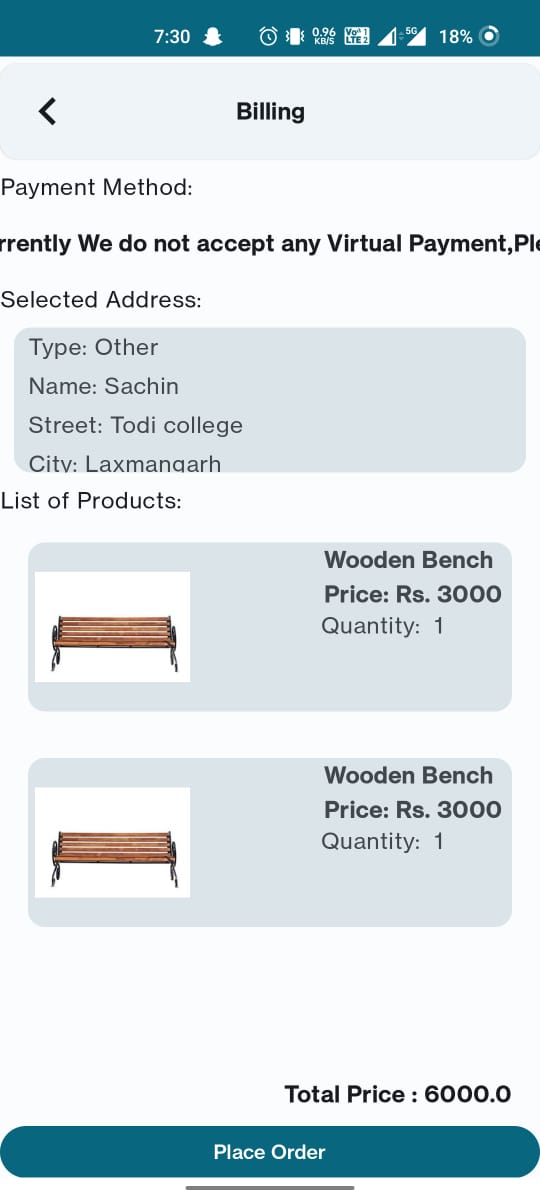 7:30 0.96 KB/S Vo 1 LTE 2 5G 18%
Billing
Payment Method:
rrently We do not accept any Virtual Payment,Ple
Selected Address:
Type: Other
Name: Sachin
Street: Todi college
City: Laxmangarh
List of Products:
Wooden Bench
Price: Rs. 3000
Quantity: 1
Wooden Bench
Price: Rs. 3000
Quantity: 1
Total Price : 6000.0
Place Order